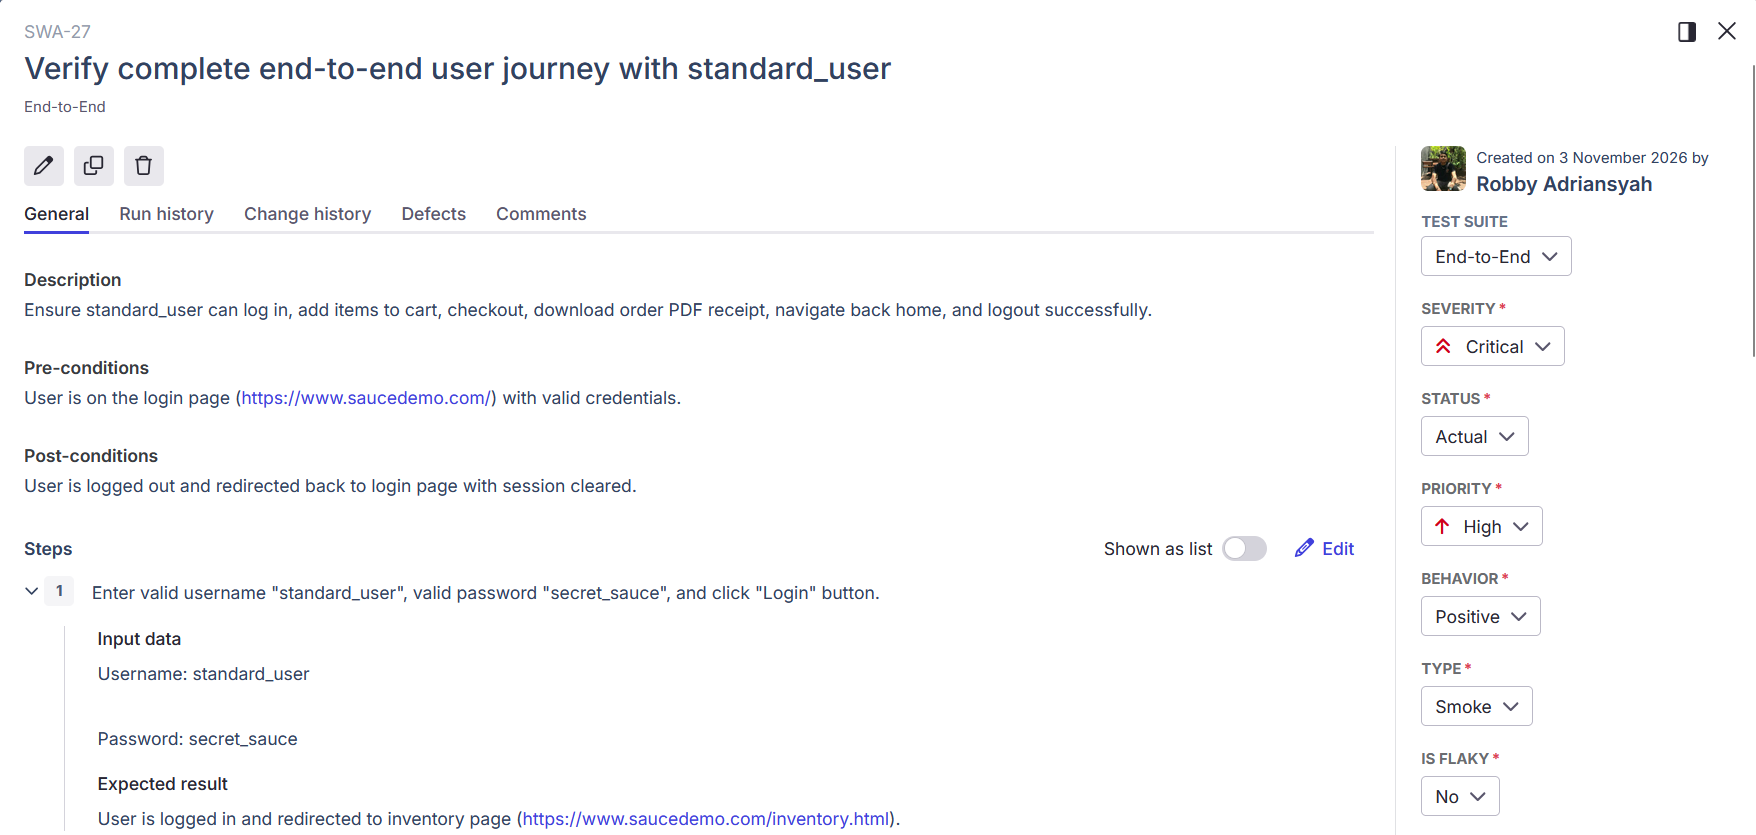 SWA-27
Verify complete end-to-end user journey with standard_user
End-to-End
General Run history Change history Defects Comments
Description
Ensure standard_user can log in, add items to cart, checkout, download order PDF receipt, navigate back home, and logout successfully.
Pre-conditions
User is on the login page (https://www.saucedemo.com/) with valid credentials.
Post-conditions
User is logged out and redirected back to login page with session cleared.
Steps
Shown as list
Edit
1 Enter valid username "standard_user", valid password "secret_sauce", and click "Login" button.
Input data
Username: standard_user
Password: secret_sauce
Expected result
User is logged in and redirected to inventory page (https://www.saucedemo.com/inventory.html).
Created on 3 November 2026 by
Robby Adriansyah
TEST SUITE
End-to-End
SEVERITY*
Critical
STATUS*
Actual
PRIORITY*
High
BEHAVIOR*
Positive
TYPE*
Smoke
IS FLAKY*
No